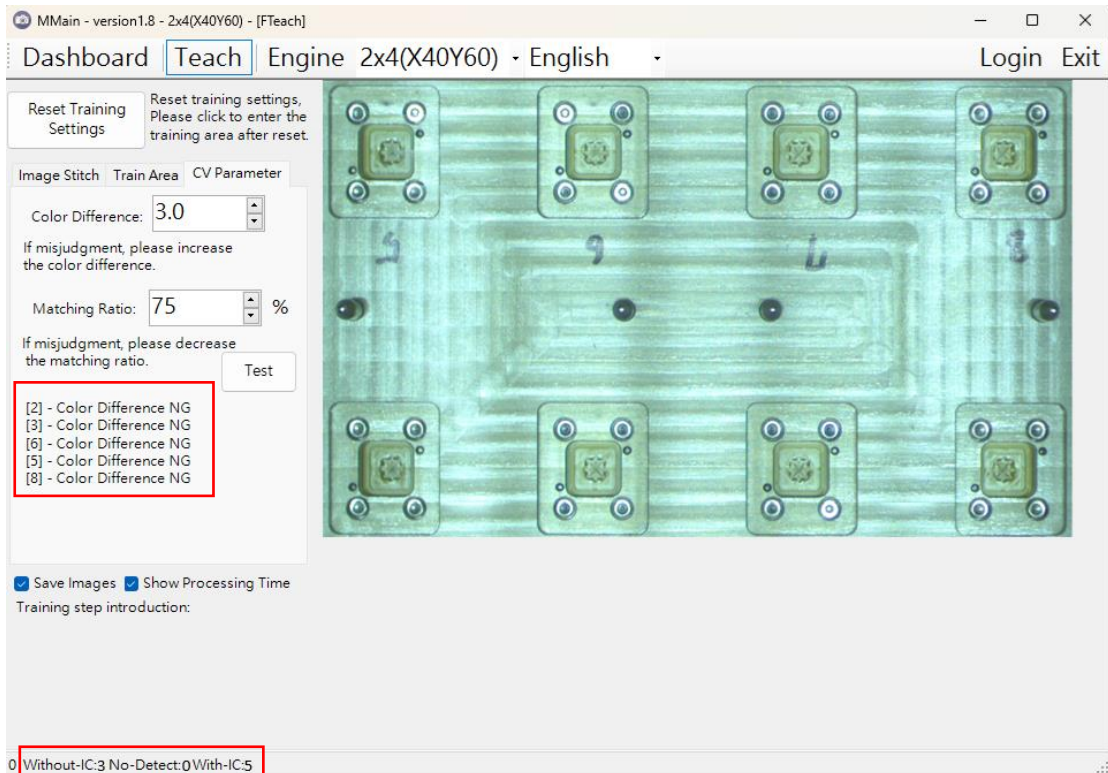 MMain - version1.8 - 2x4(X40Y60) - [FTeach]
Dashboard Teach Engine 2x4(X40Y60) English Login Exit
Reset Training
Settings
Reset training settings,
Please click to enter the
training area after reset.
Image Stitch Train Area CV Parameter
Color Difference: 3.0
If misjudgment, please increase
the color difference.
Matching Ratio: 75 %
If misjudgment, please decrease
the matching ratio.
Test
[2] - Color Difference NG
[3] - Color Difference NG
[6] - Color Difference NG
[5] - Color Difference NG
[8] - Color Difference NG
Save Images Show Processing Time
Training step introduction:
0 Without-IC:3 No-Detect:0 With-IC:5